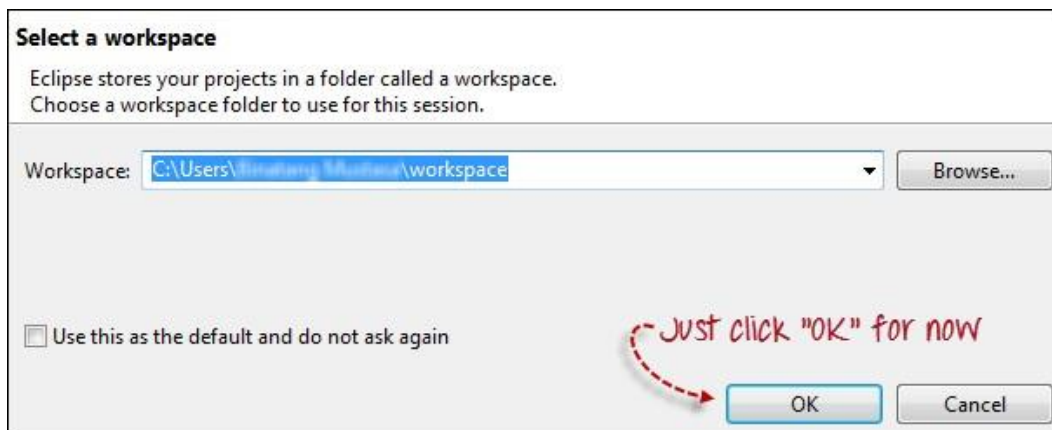 Select a workspace
Eclipse stores your projects in a folder called a workspace.
Choose a workspace folder to use for this session.
Workspace: C:\Users\ \workspace Browse...
Use this as the default and do not ask again
Just click "OK" for now
OK Cancel